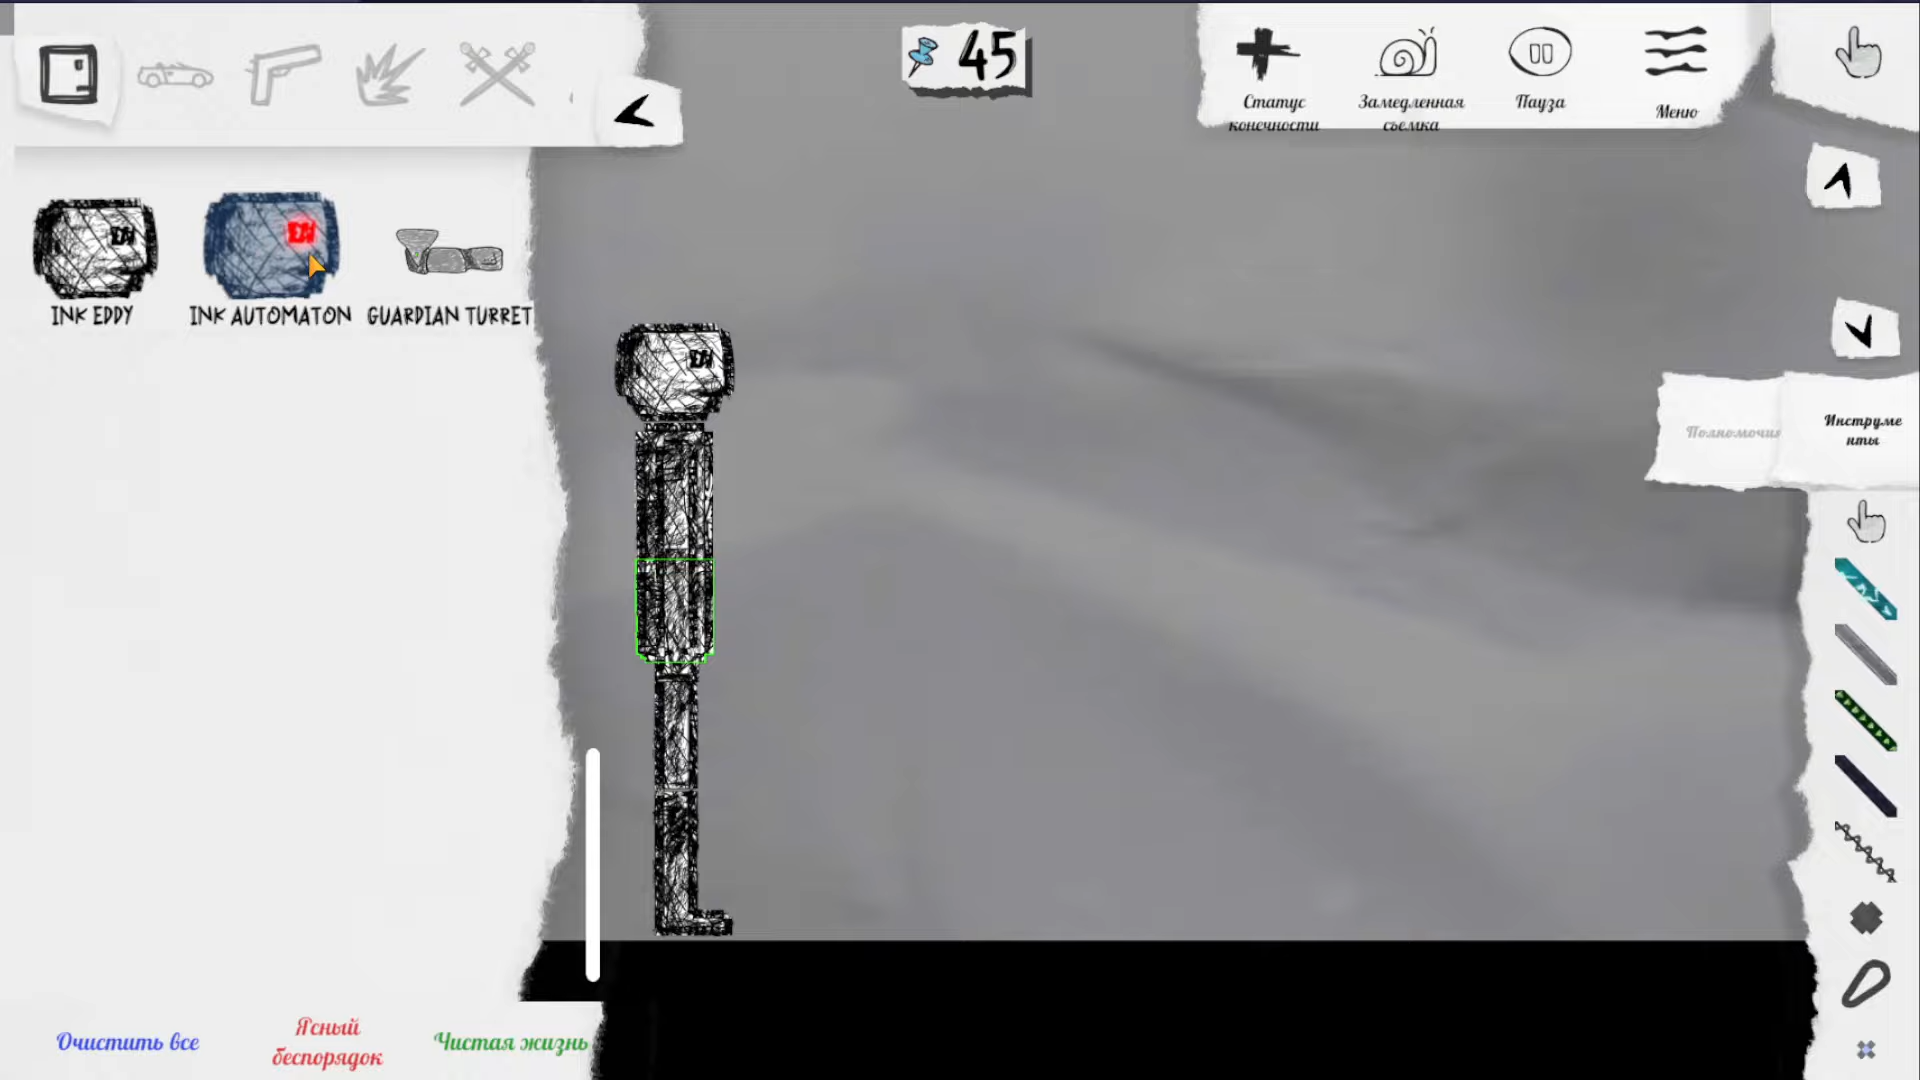 45
Статус
конечности
Замедленная
съемка
Пауза
Меню
INK EDDY
INK AUTOMATON
GUARDIAN TURRET
Полномочия
Инструме
нты
Очистить все
Ясный
беспорядок
Чистая жизнь